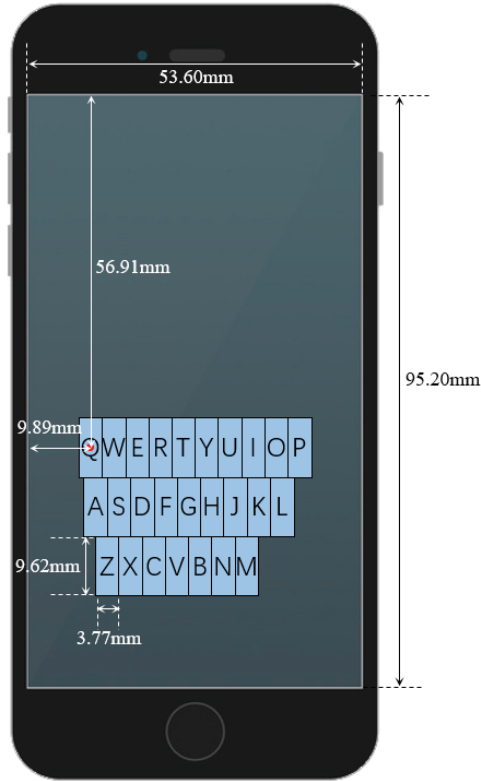 53.60mm
56.91mm
95.20mm
9.89mm
QWERTYUIOP
ASDFGHJKL
9.62mm
ZXCVBNM
3.77mm